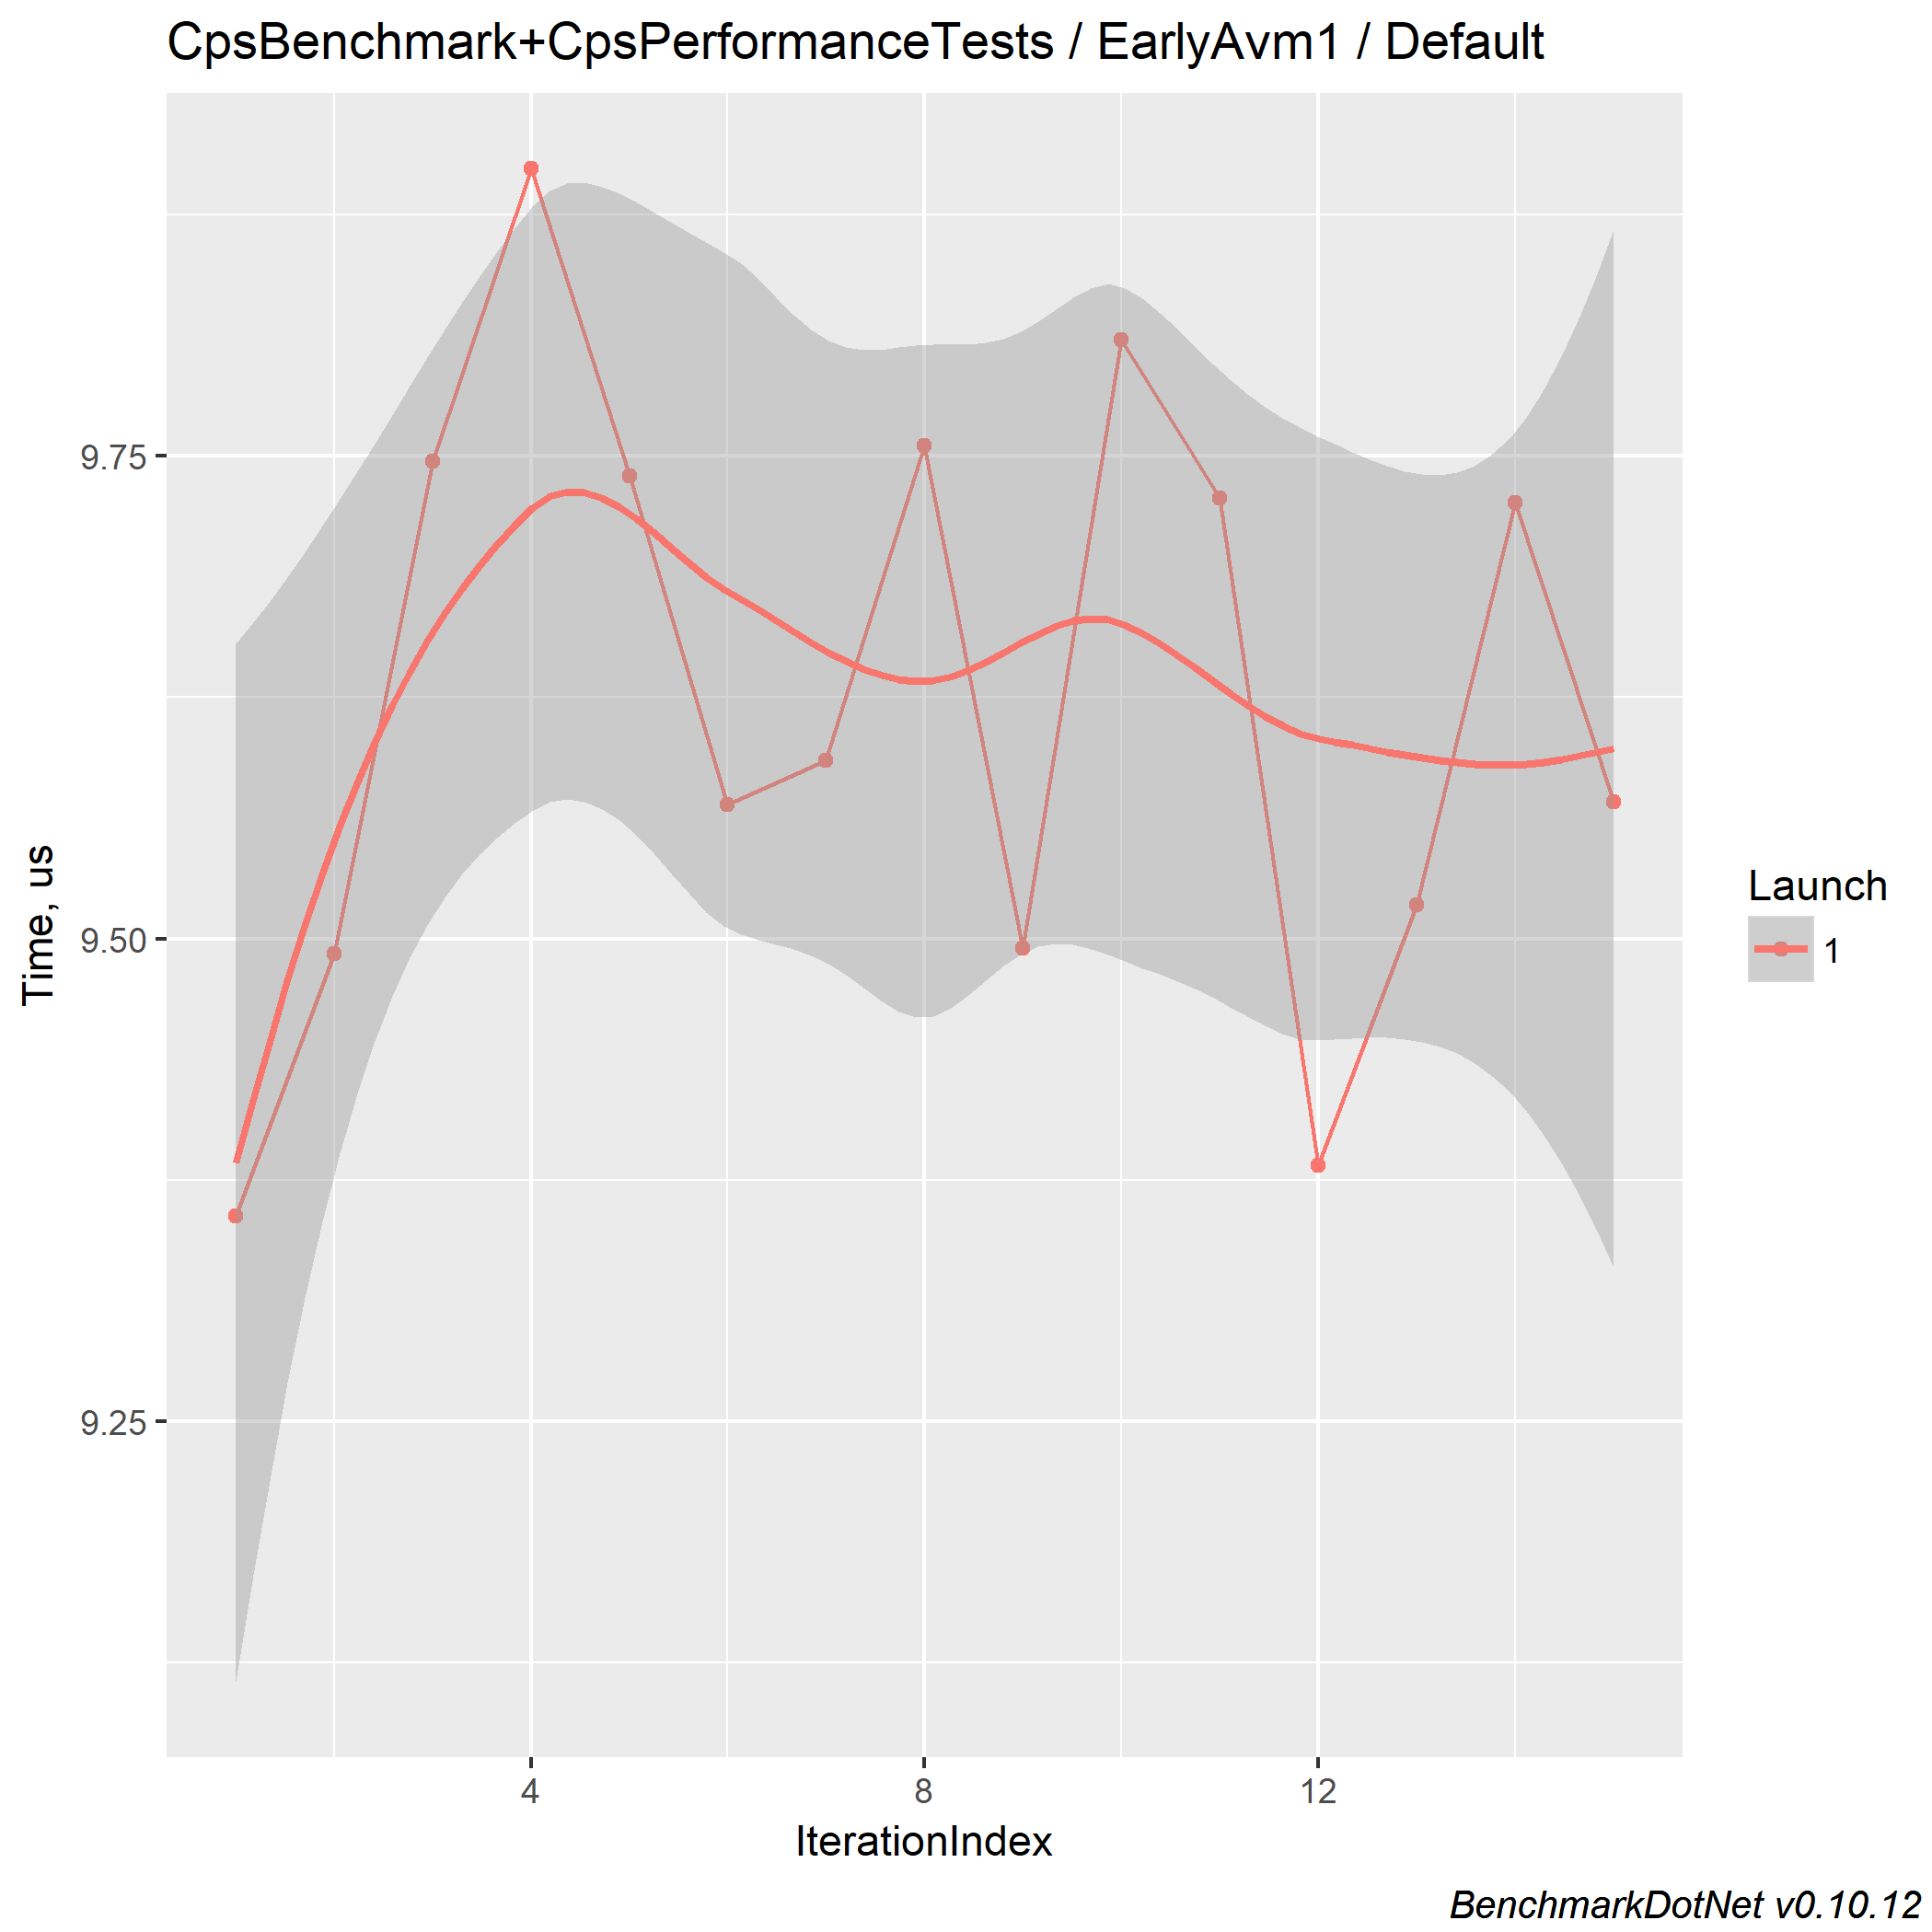 CpsBenchmark+CpsPerformanceTests / EarlyAvm1 / Default
9.75
9.50
9.25
Time, us
4 8 12
IterationIndex
Launch
1
BenchmarkDotNet v0.10.12